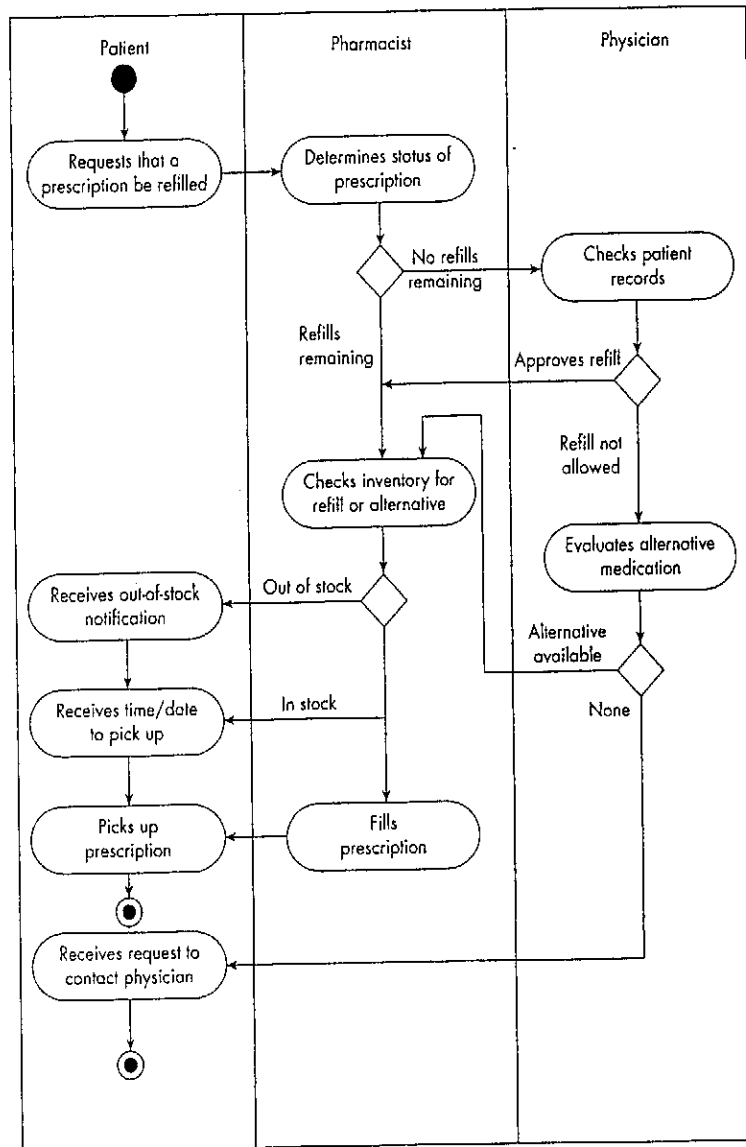 Patient
Pharmacist
Physician
Requests that a
prescription be refilled
Determines status of
prescription
No refills
remaining
Checks patient
records
Refills
remaining
Approves refill
Refill not
allowed
Checks inventory for
refill or alternative
Evaluates alternative
medication
Receives out-of-stock
notification
Out of stock
Alternative
available
None
Receives time/date
to pick up
In stock
Picks up
prescription
Fills
prescription
Receives request to
contact physician